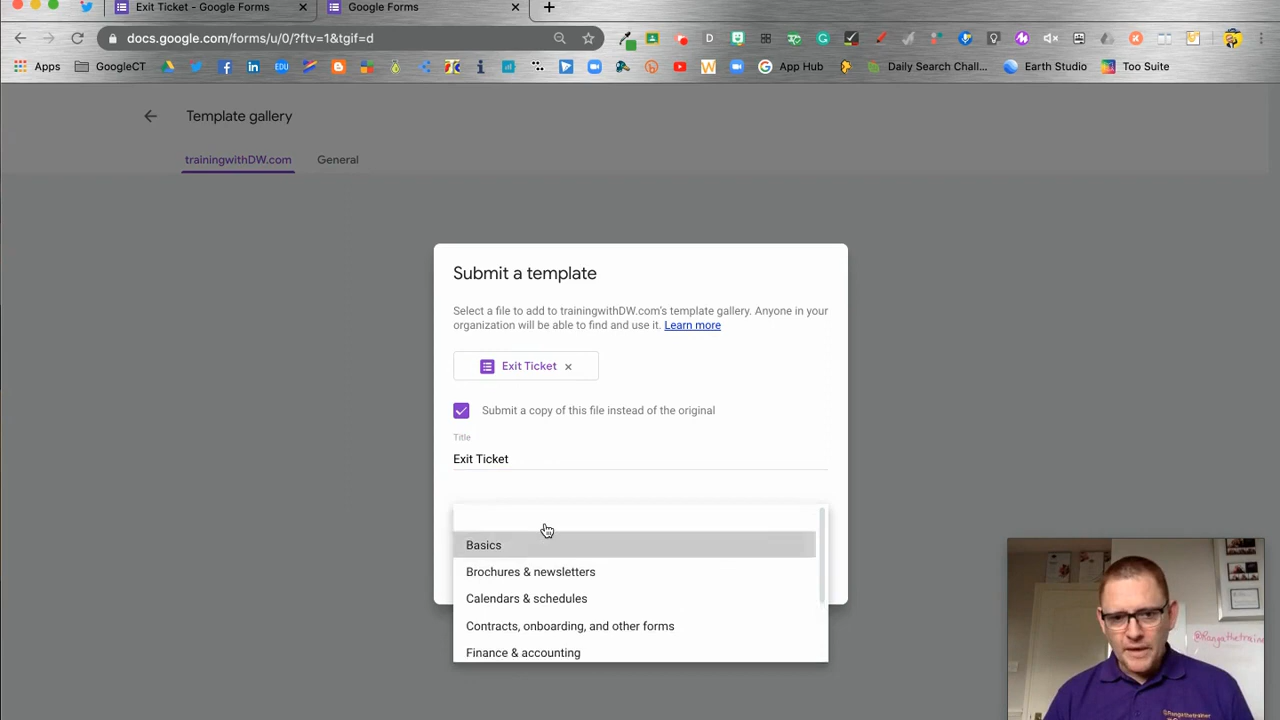 Exit Ticket - Google Forms
Google Forms
docs.google.com/forms/u/0/?ftv=1&tgif=d
Apps
GoogleCT
EDU
App Hub
Daily Search Chall...
Earth Studio
Too Suite
Template gallery
trainingwithDW.com
General
Submit a template
Select a file to add to trainingwithDW.com's template gallery. Anyone in your
organization will be able to find and use it. Learn more
Exit Ticket
Submit a copy of this file instead of the original
Title
Exit Ticket
Basics
Brochures & newsletters
Calendars & schedules
Contracts, onboarding, and other forms
Finance & accounting